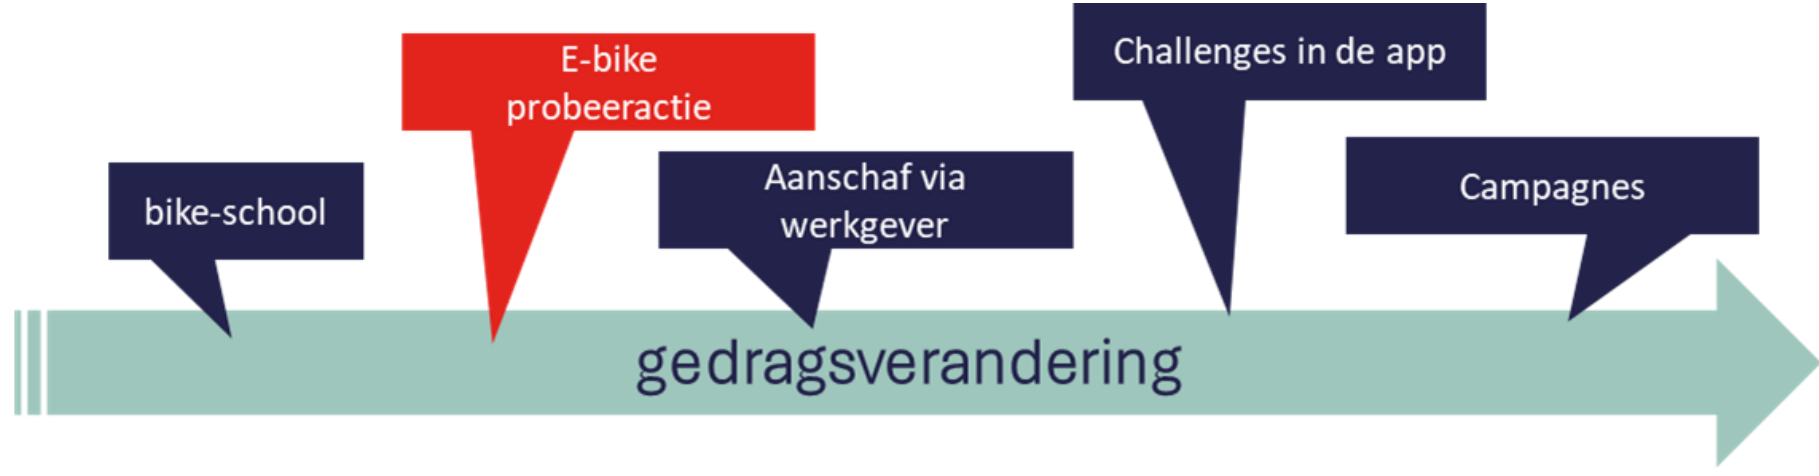 bike-school
E-bike
probeeractie
Aanschaf via
werkgever
Challenges in de app
Campagnes
gedragsverandering